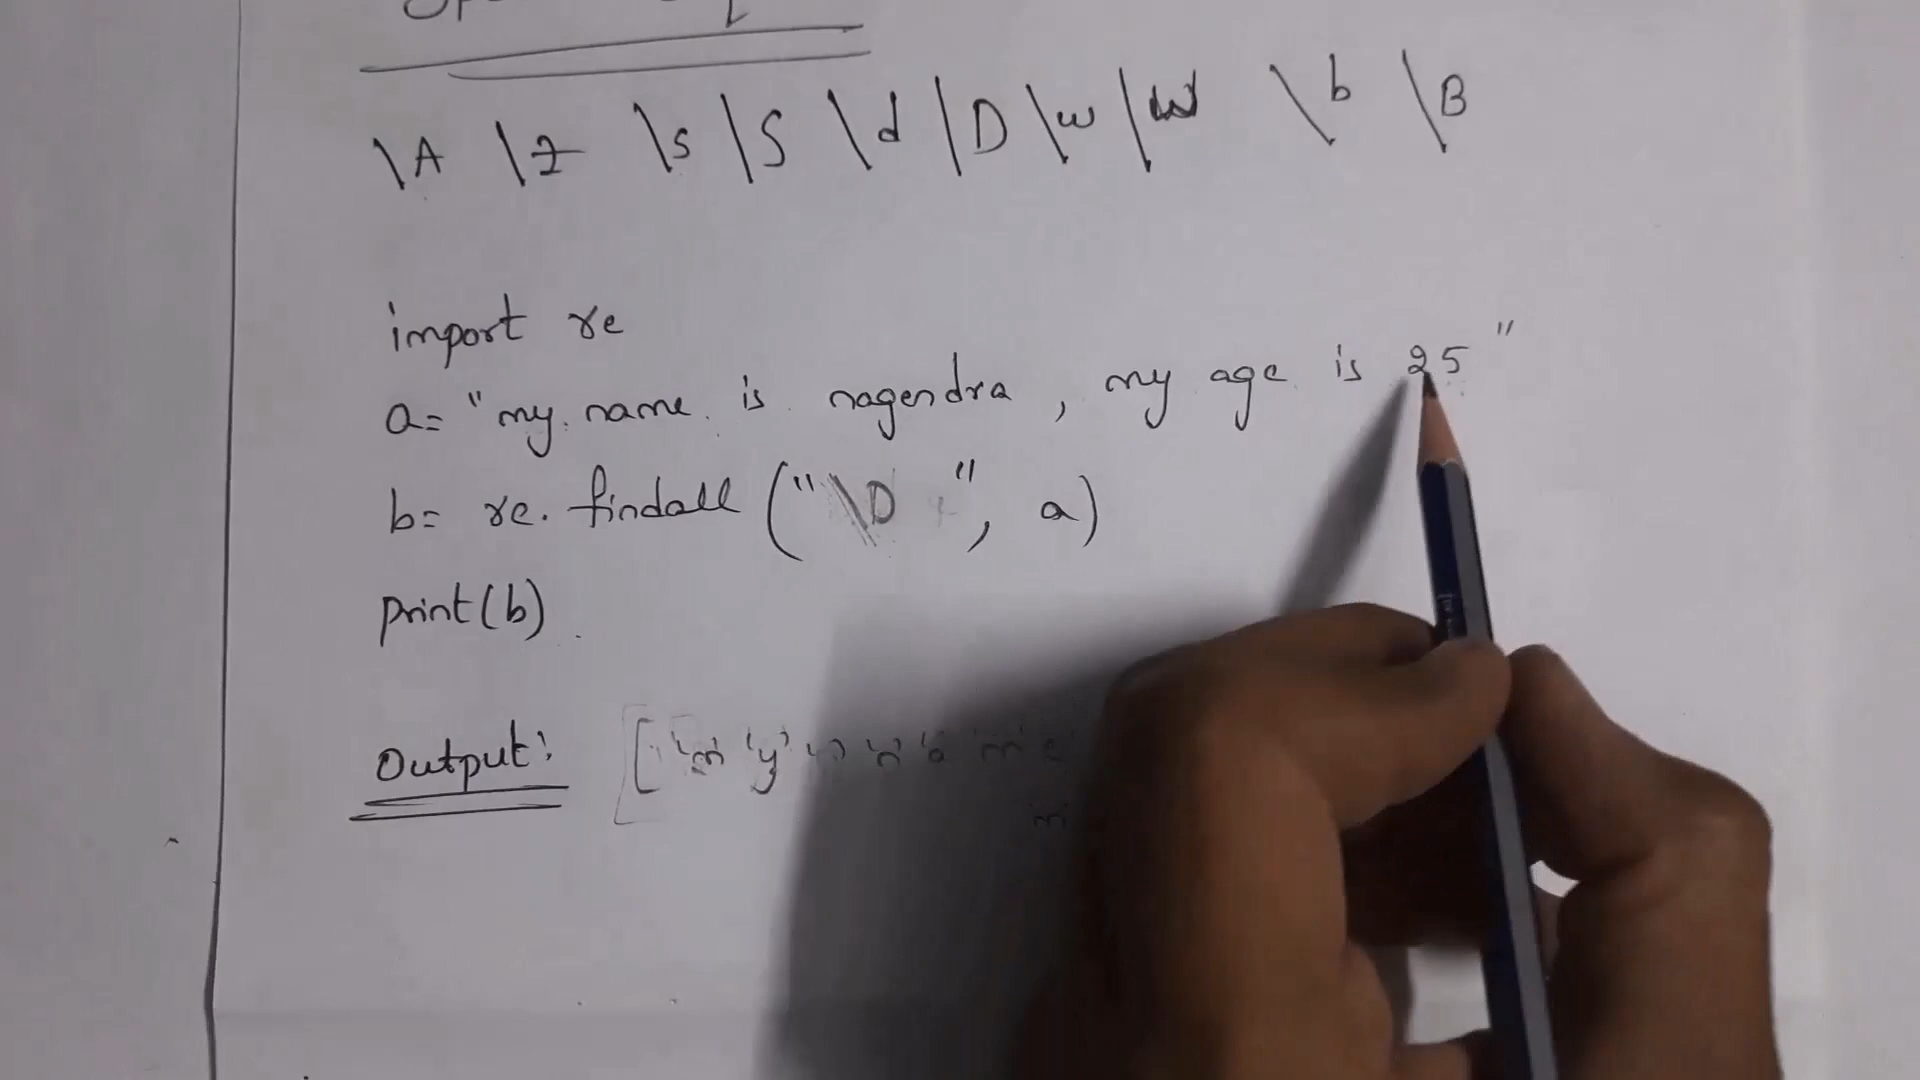 \A \Z \s \S \d \D \w \W \b \B
import re
a= "my name is nagendra, my age is 25"
b= re.findall("\D", a)
print(b)
Output: ['m' 'y' ' ' 'n' 'a' 'm' 'e'
m